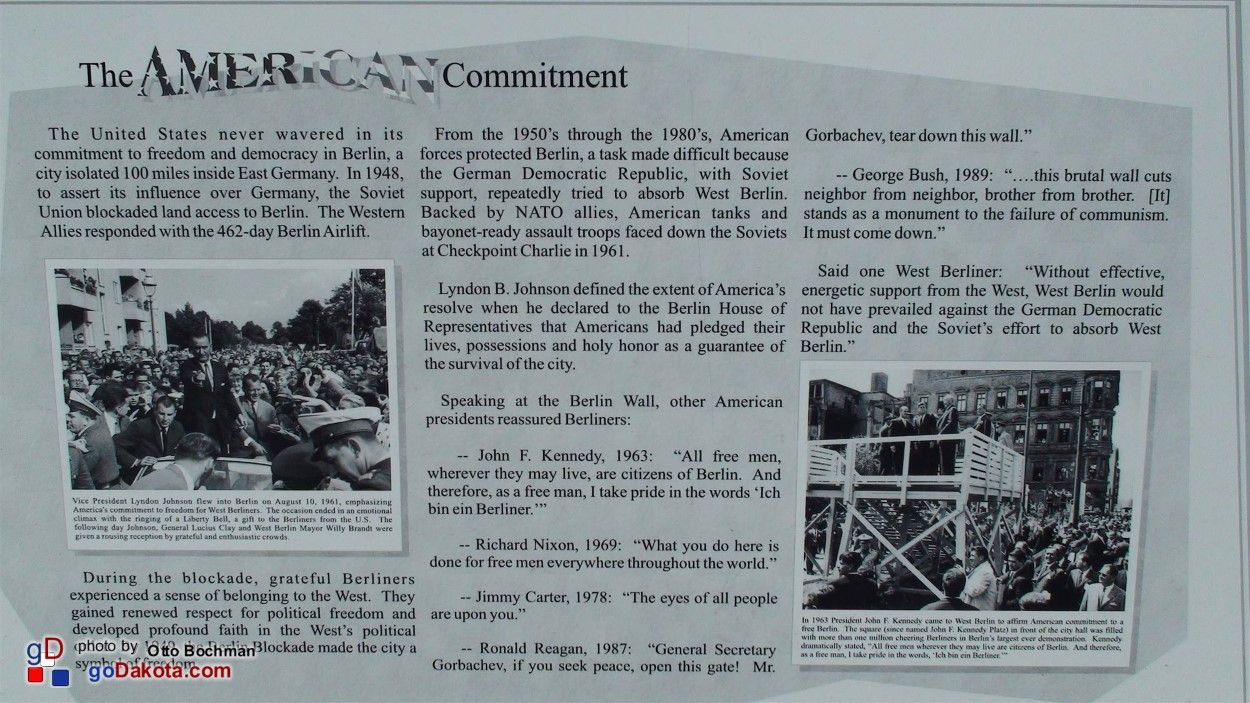 The AMERICAN Commitment
The United States never wavered in its
commitment to freedom and democracy in Berlin, a
city isolated 100 miles inside East Germany. In 1948,
to assert its influence over Germany, the Soviet
Union blockaded land access to Berlin. The Western
Allies responded with the 462-day Berlin Airlift.
Vice President Lyndon Johnson flew into Berlin on August 10, 1961, emphasizing
America's commitment to freedom for West Berliners. The occasion ended in an emotional
climax with the ringing of a Liberty Bell, a gift to the Berliners from the U.S. The
following day Johnson, General Lucius Clay and West Berlin Mayor Willy Brandt were
given a rousing reception by grateful and enthusiastic crowds.
During the blockade, grateful Berliners
experienced a sense of belonging to the West. They
gained renewed respect for political freedom and
developed profound faith in the West's political
Berlin Blockade made the city a
symbol of freedom.
From the 1950's through the 1980's, American
forces protected Berlin, a task made difficult because
the German Democratic Republic, with Soviet
support, repeatedly tried to absorb West Berlin.
Backed by NATO allies, American tanks and
bayonet-ready assault troops faced down the Soviets
at Checkpoint Charlie in 1961.
Lyndon B. Johnson defined the extent of America's
resolve when he declared to the Berlin House of
Representatives that Americans had pledged their
lives, possessions and holy honor as a guarantee of
the survival of the city.
Speaking at the Berlin Wall, other American
presidents reassured Berliners:
-- John F. Kennedy, 1963: "All free men,
wherever they may live, are citizens of Berlin. And
therefore, as a free man, I take pride in the words 'Ich
bin ein Berliner.'"
-- Richard Nixon, 1969: "What you do here is
done for free men everywhere throughout the world."
-- Jimmy Carter, 1978: "The eyes of all people
are upon you."
-- Ronald Reagan, 1987: "General Secretary
Gorbachev, if you seek peace, open this gate! Mr.
Gorbachev, tear down this wall."
-- George Bush, 1989: "….this brutal wall cuts
neighbor from neighbor, brother from brother. [It]
stands as a monument to the failure of communism.
It must come down."
Said one West Berliner: "Without effective,
energetic support from the West, West Berlin would
not have prevailed against the German Democratic
Republic and the Soviet's effort to absorb West
Berlin."
In 1963 President John F. Kennedy came to West Berlin to affirm American commitment to a
free Berlin. The square (since named John F. Kennedy Platz) in front of the city hall was filled
with more than one million cheering Berliners in Berlin's largest ever demonstration. Kennedy
dramatically stated, "All free men wherever they may live are citizens of Berlin. And therefore,
as a free man, I take pride in the words, 'Ich bin ein Berliner.'"
gD
photo by Otto Bochman
goDakota.com